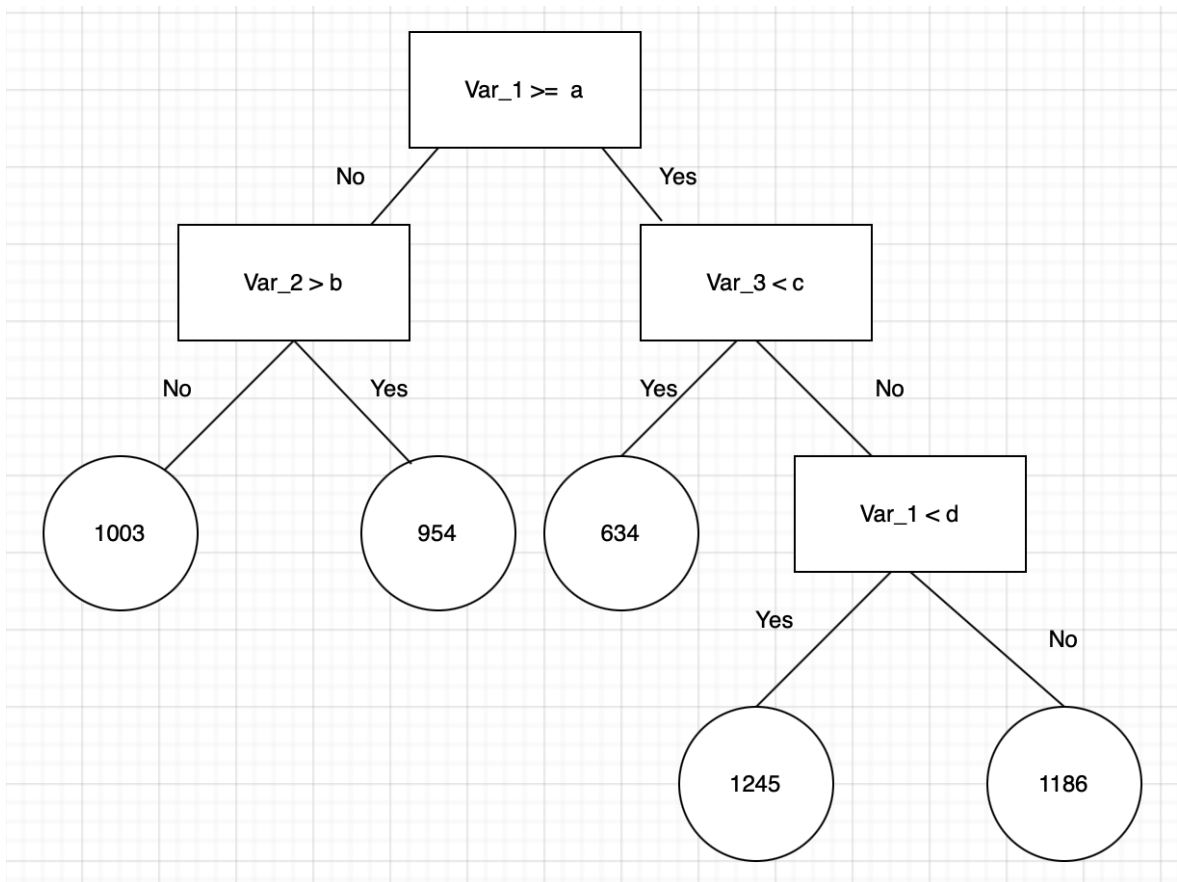 Var_1 >= a
No
Yes
Var_2 > b
Var_3 < c
No
Yes
Yes
No
1003
954
634
Var_1 < d
Yes
No
1245
1186